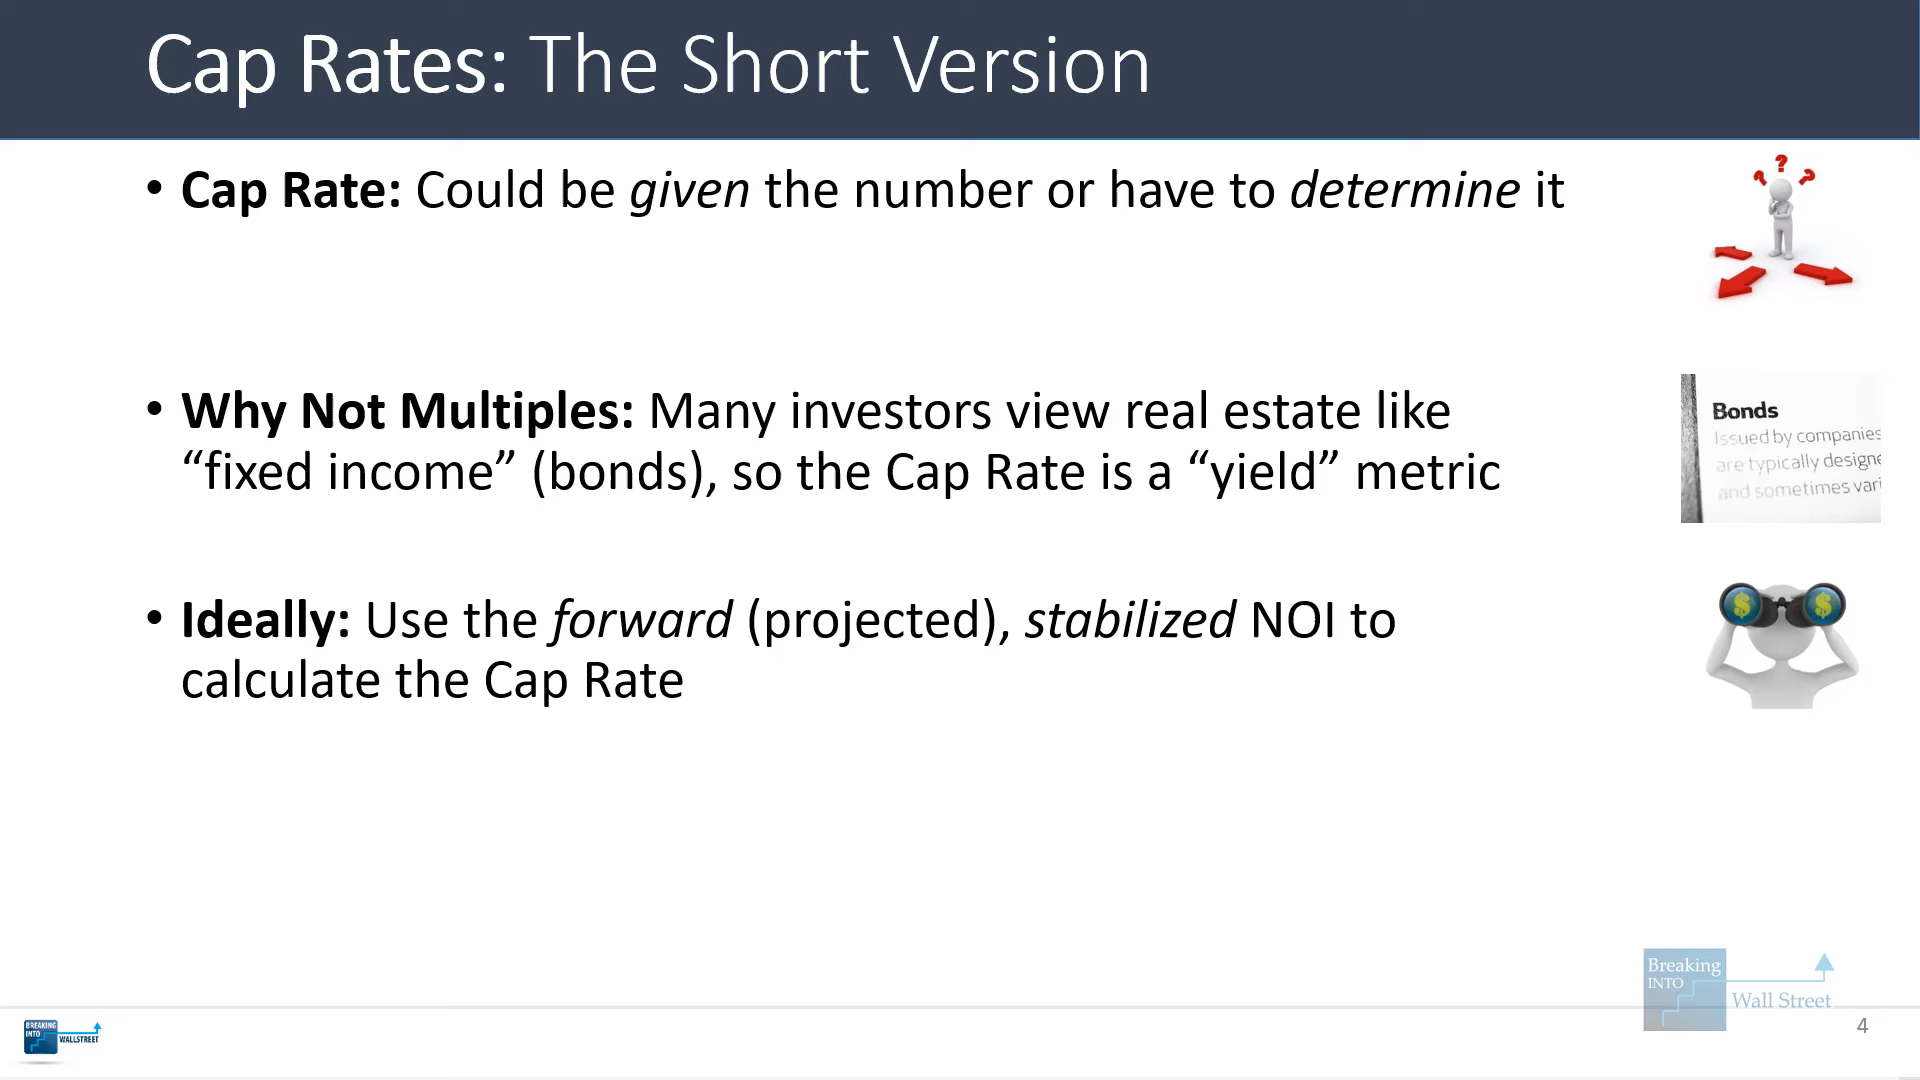 Cap Rates: The Short Version
• Cap Rate: Could be given the number or have to determine it
• Why Not Multiples: Many investors view real estate like
“fixed income” (bonds), so the Cap Rate is a “yield” metric
Bonds
Issued by companies
are typically designe
and sometimes vari
• Ideally: Use the forward (projected), stabilized NOI to
calculate the Cap Rate
Breaking
INTO
Wall Street
BREAKING
INTO
WALLSTREET
4